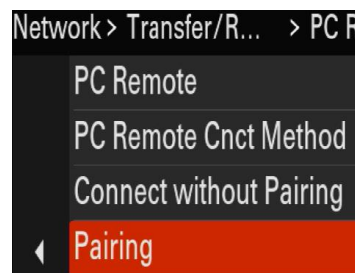 Network > Transfer/R... > PC R
PC Remote
PC Remote Cnct Method
Connect without Pairing
Pairing